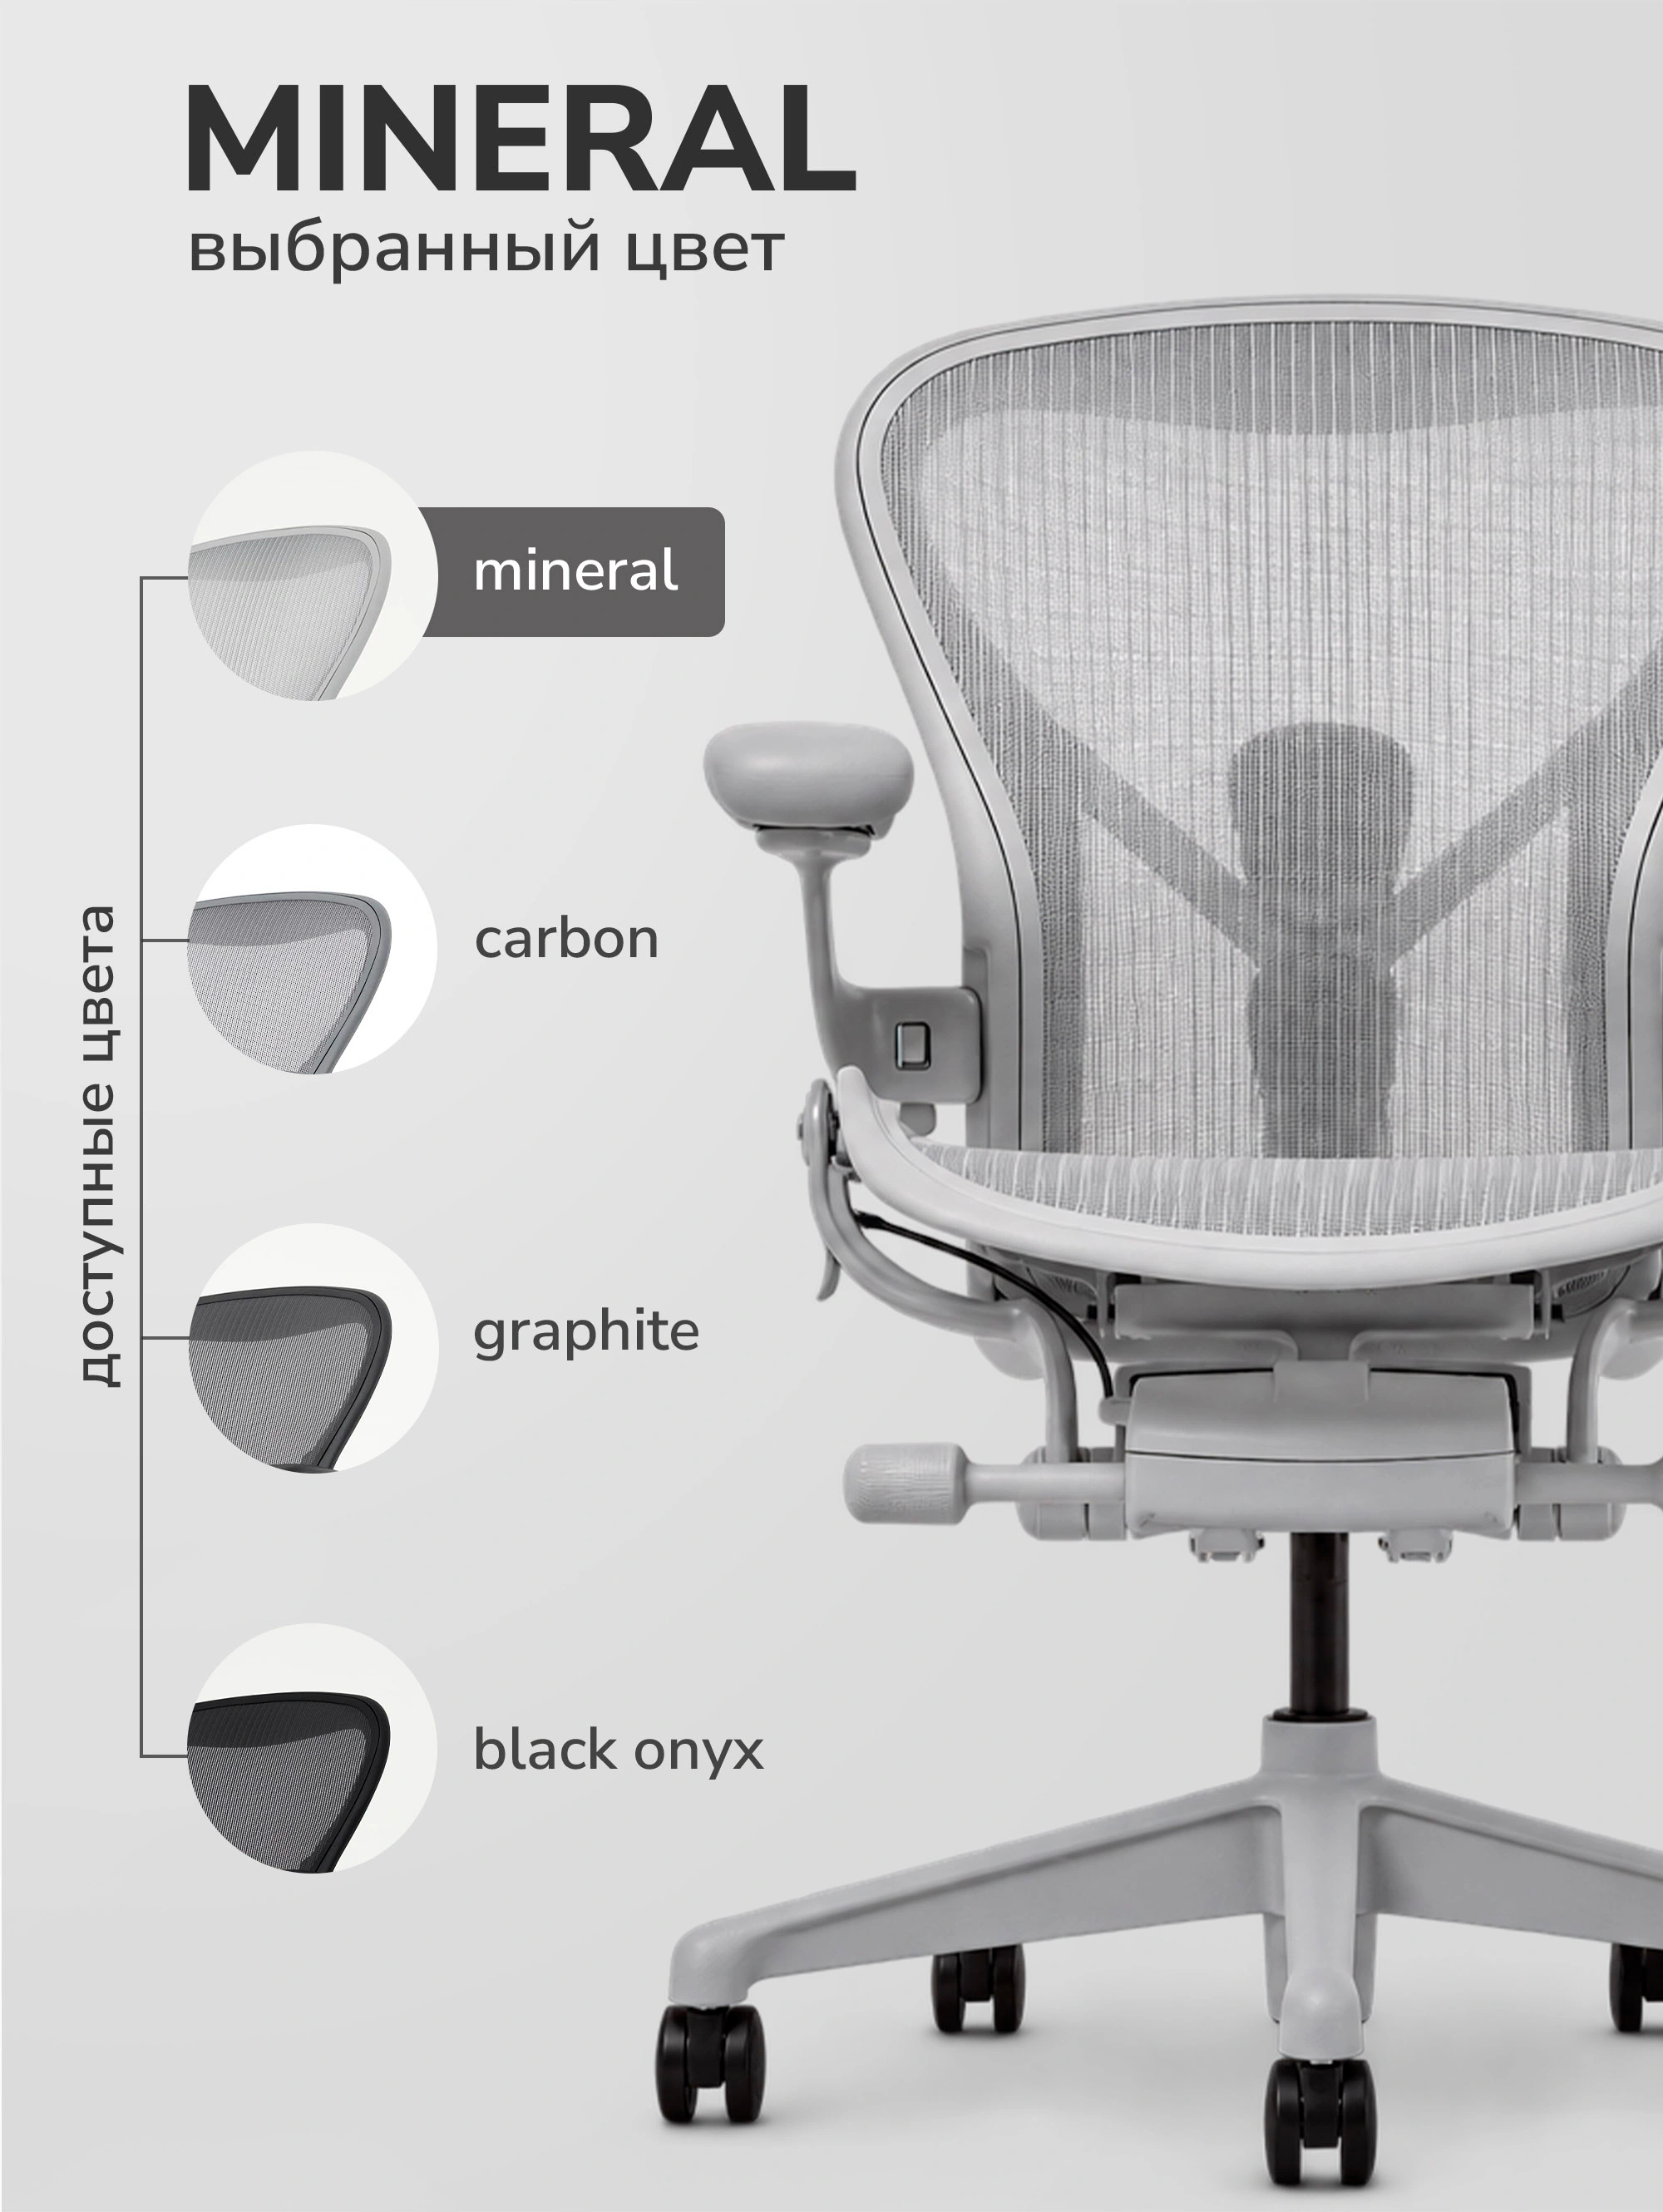 MINERAL
выбранный цвет
доступные цвета
mineral
carbon
graphite
black onyx